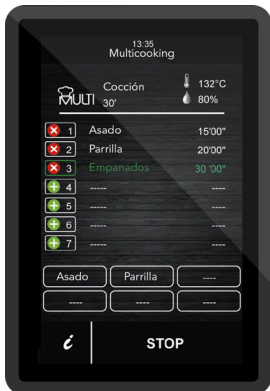 13:35
Multicooking
MULTI
Cocción
30'
132°C
80%
1 Asado 15'00"
2 Parrilla 20'00"
3 Empanados 30 '00"
4 ----- ----
5 ----- ----
6 ----- ----
7 ----- ----
Asado Parrilla ----
---- ---- ----
i STOP